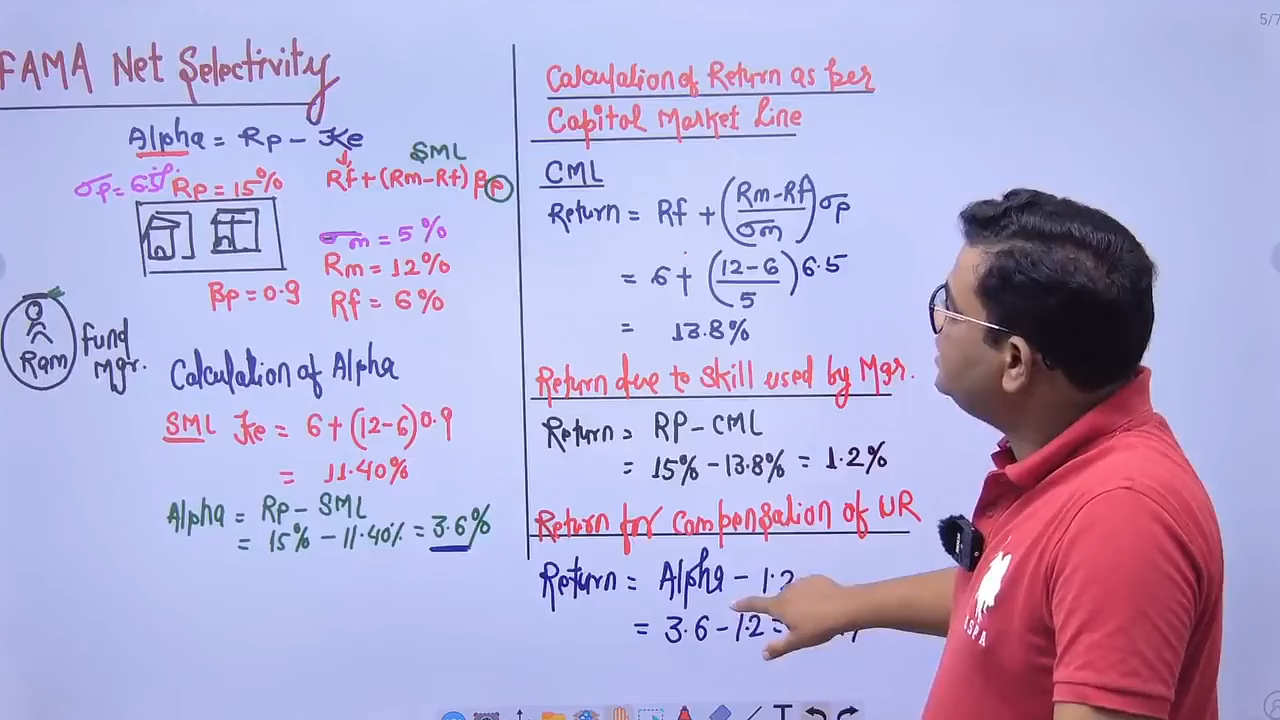 FAMA Net Selectivity
Alpha = Rp - Ke
SML
Rf + (Rm-Rf) βp
σp = 6.5% Rp = 15%
σm = 5%
Rm = 12%
βp = 0.9
Rf = 6%
Ram
fund
Mgr.
Calculation of Alpha
SML Ke = 6 + (12-6) 0.9
= 11.40%
Alpha = Rp - SML
= 15% - 11.40% = 3.6%
Calculation of Return as per
Capital Market Line
CML
Return = Rf + (Rm-Rf / σm) σp
= 6 + (12-6 / 5) 6.5
= 13.8%
Return due to skill used by Mgr.
Return = RP - CML
= 15% - 13.8% = 1.2%
Return for Compensation of UR
Return = Alpha - 1.2
= 3.6 - 1.2 =
5/7
ISPA